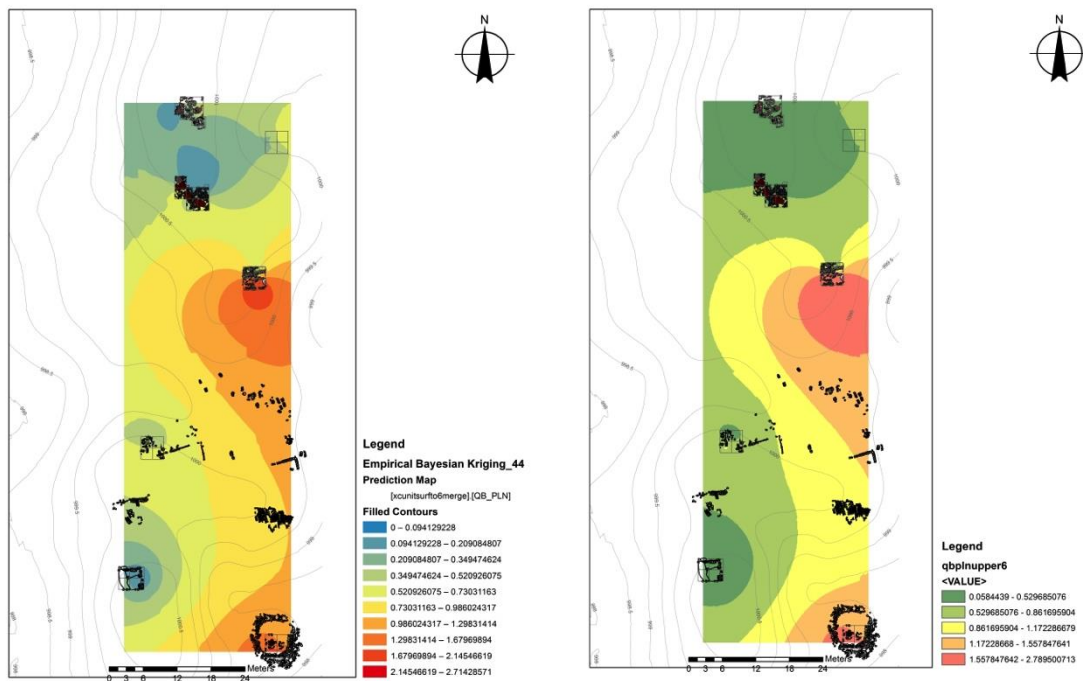 N
Legend
Empirical Bayesian Kriging_44
Prediction Map
[xcunitsurfto6merge].[QB_PLN]
Filled Contours
0 – 0.094129228
0.094129228 – 0.209084807
0.209084807 – 0.349474624
0.349474624 – 0.520926075
0.520926075 – 0.73031163
0.73031163 – 0.986024317
0.986024317 – 1.29831414
1.29831414 – 1.67969894
1.67969894 – 2.14546619
2.14546619 – 2.71428571
Meters
0 3 6 12 18 24
N
Legend
qbplnupper6
<VALUE>
0.0584439 - 0.529685076
0.529685076 - 0.861695904
0.861695904 - 1.172286679
1.17228668 - 1.557847641
1.557847642 - 2.789500713
Meters
0 3 6 12 18 24